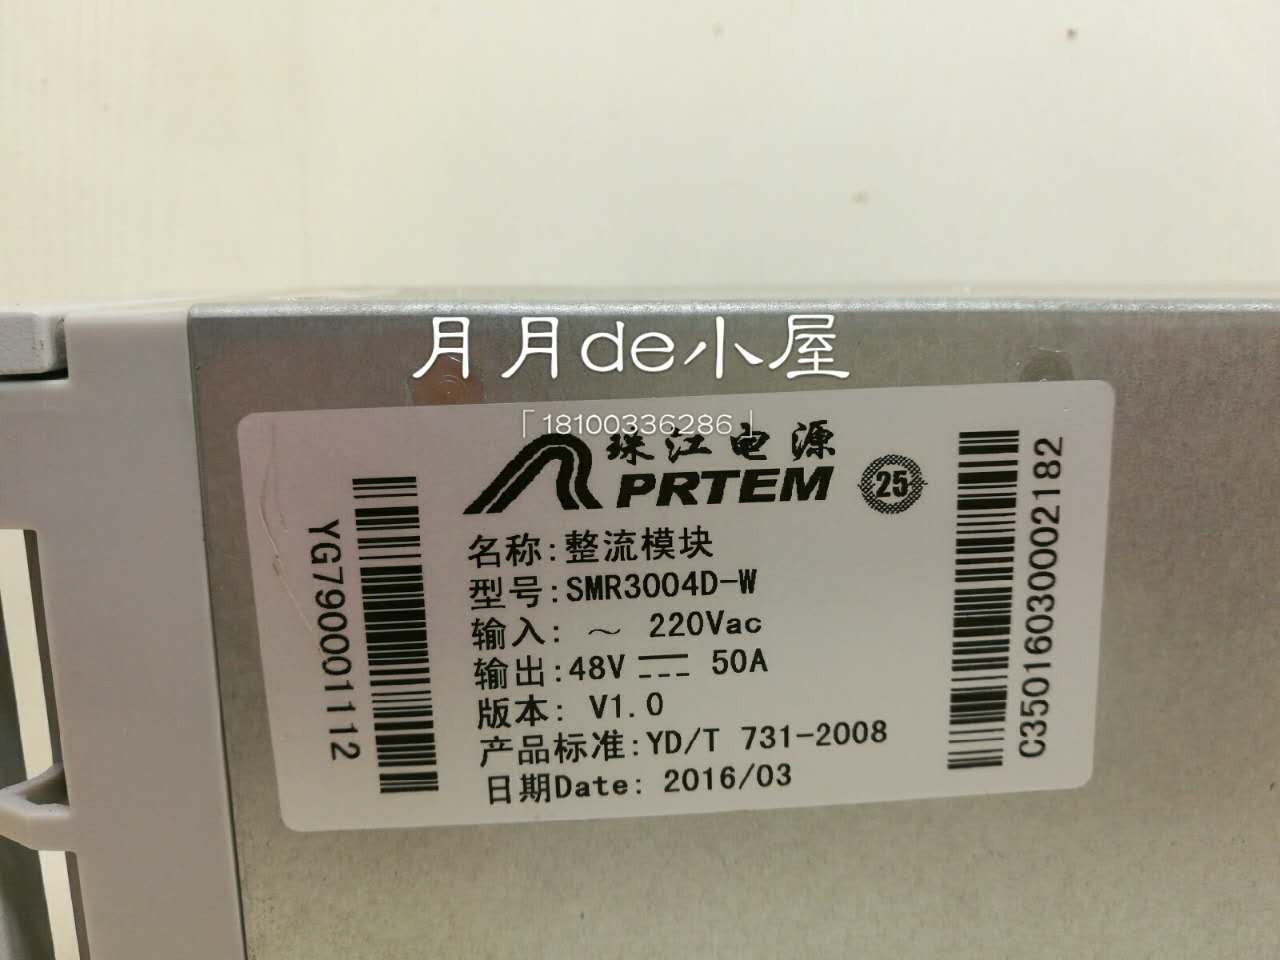 月月de小屋
「18100336286」
珠江电源
PRTEM
25
名称:整流模块
型号:SMR3004D-W
输入: ～ 220Vac
输出:48V 50A
版本: V1.0
产品标准:YD/T 731-2008
日期Date: 2016/03
YG790001112
C35016030002182